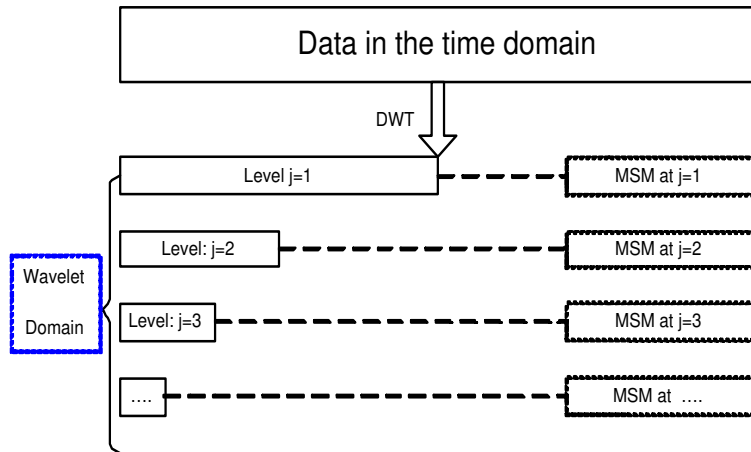 Data in the time domain
DWT
Level j=1
MSM at j=1
Level: j=2
MSM at j=2
Wavelet
Domain
Level: j=3
MSM at j=3
....
MSM at ....